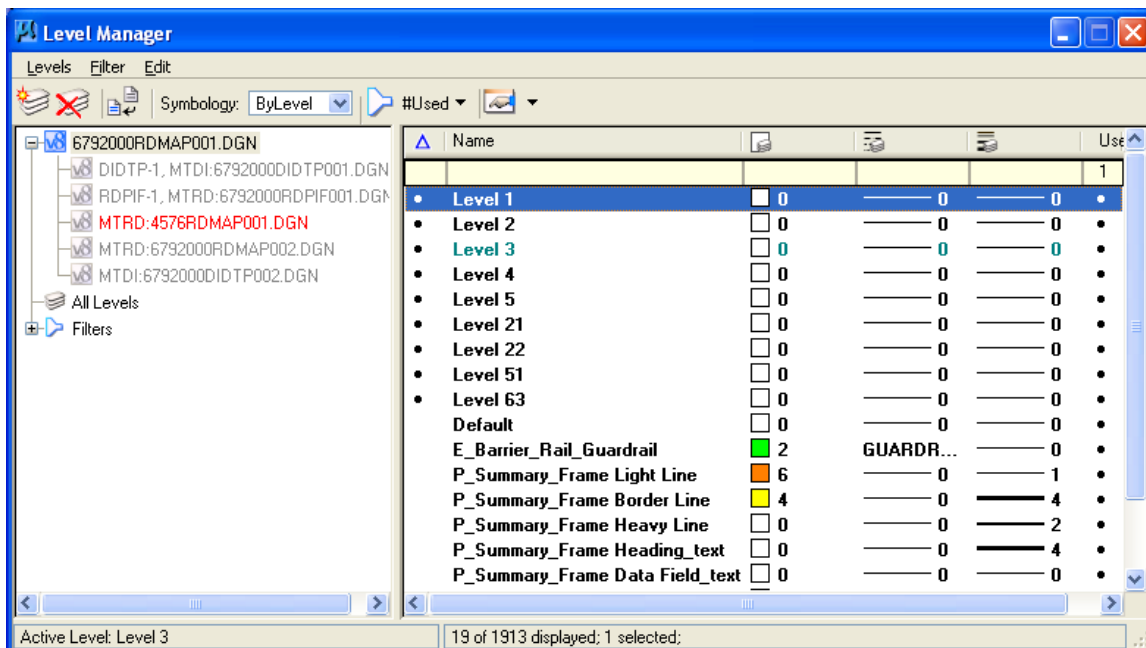 Level Manager
Levels Filter Edit
Symbology: ByLevel #Used
6792000RDMAP001.DGN
DIDTP-1, MTDI:6792000DIDTP001.DGN
RDPIF-1, MTRD:6792000RDPIF001.DGN
MTRD:4576RDMAP001.DGN
MTRD:6792000RDMAP002.DGN
MTDI:6792000DIDTP002.DGN
All Levels
Filters
Name Use
1
Level 1 0 0 0
Level 2 0 0 0
Level 3 0 0 0
Level 4 0 0 0
Level 5 0 0 0
Level 21 0 0 0
Level 22 0 0 0
Level 51 0 0 0
Level 63 0 0 0
Default 0 0 0
E_Barrier_Rail_Guardrail 2 GUARDR... 0
P_Summary_Frame Light Line 6 0 1
P_Summary_Frame Border Line 4 0 4
P_Summary_Frame Heavy Line 0 0 2
P_Summary_Frame Heading_text 0 0 4
P_Summary_Frame Data Field_text 0 0 0
Active Level: Level 3 19 of 1913 displayed; 1 selected;